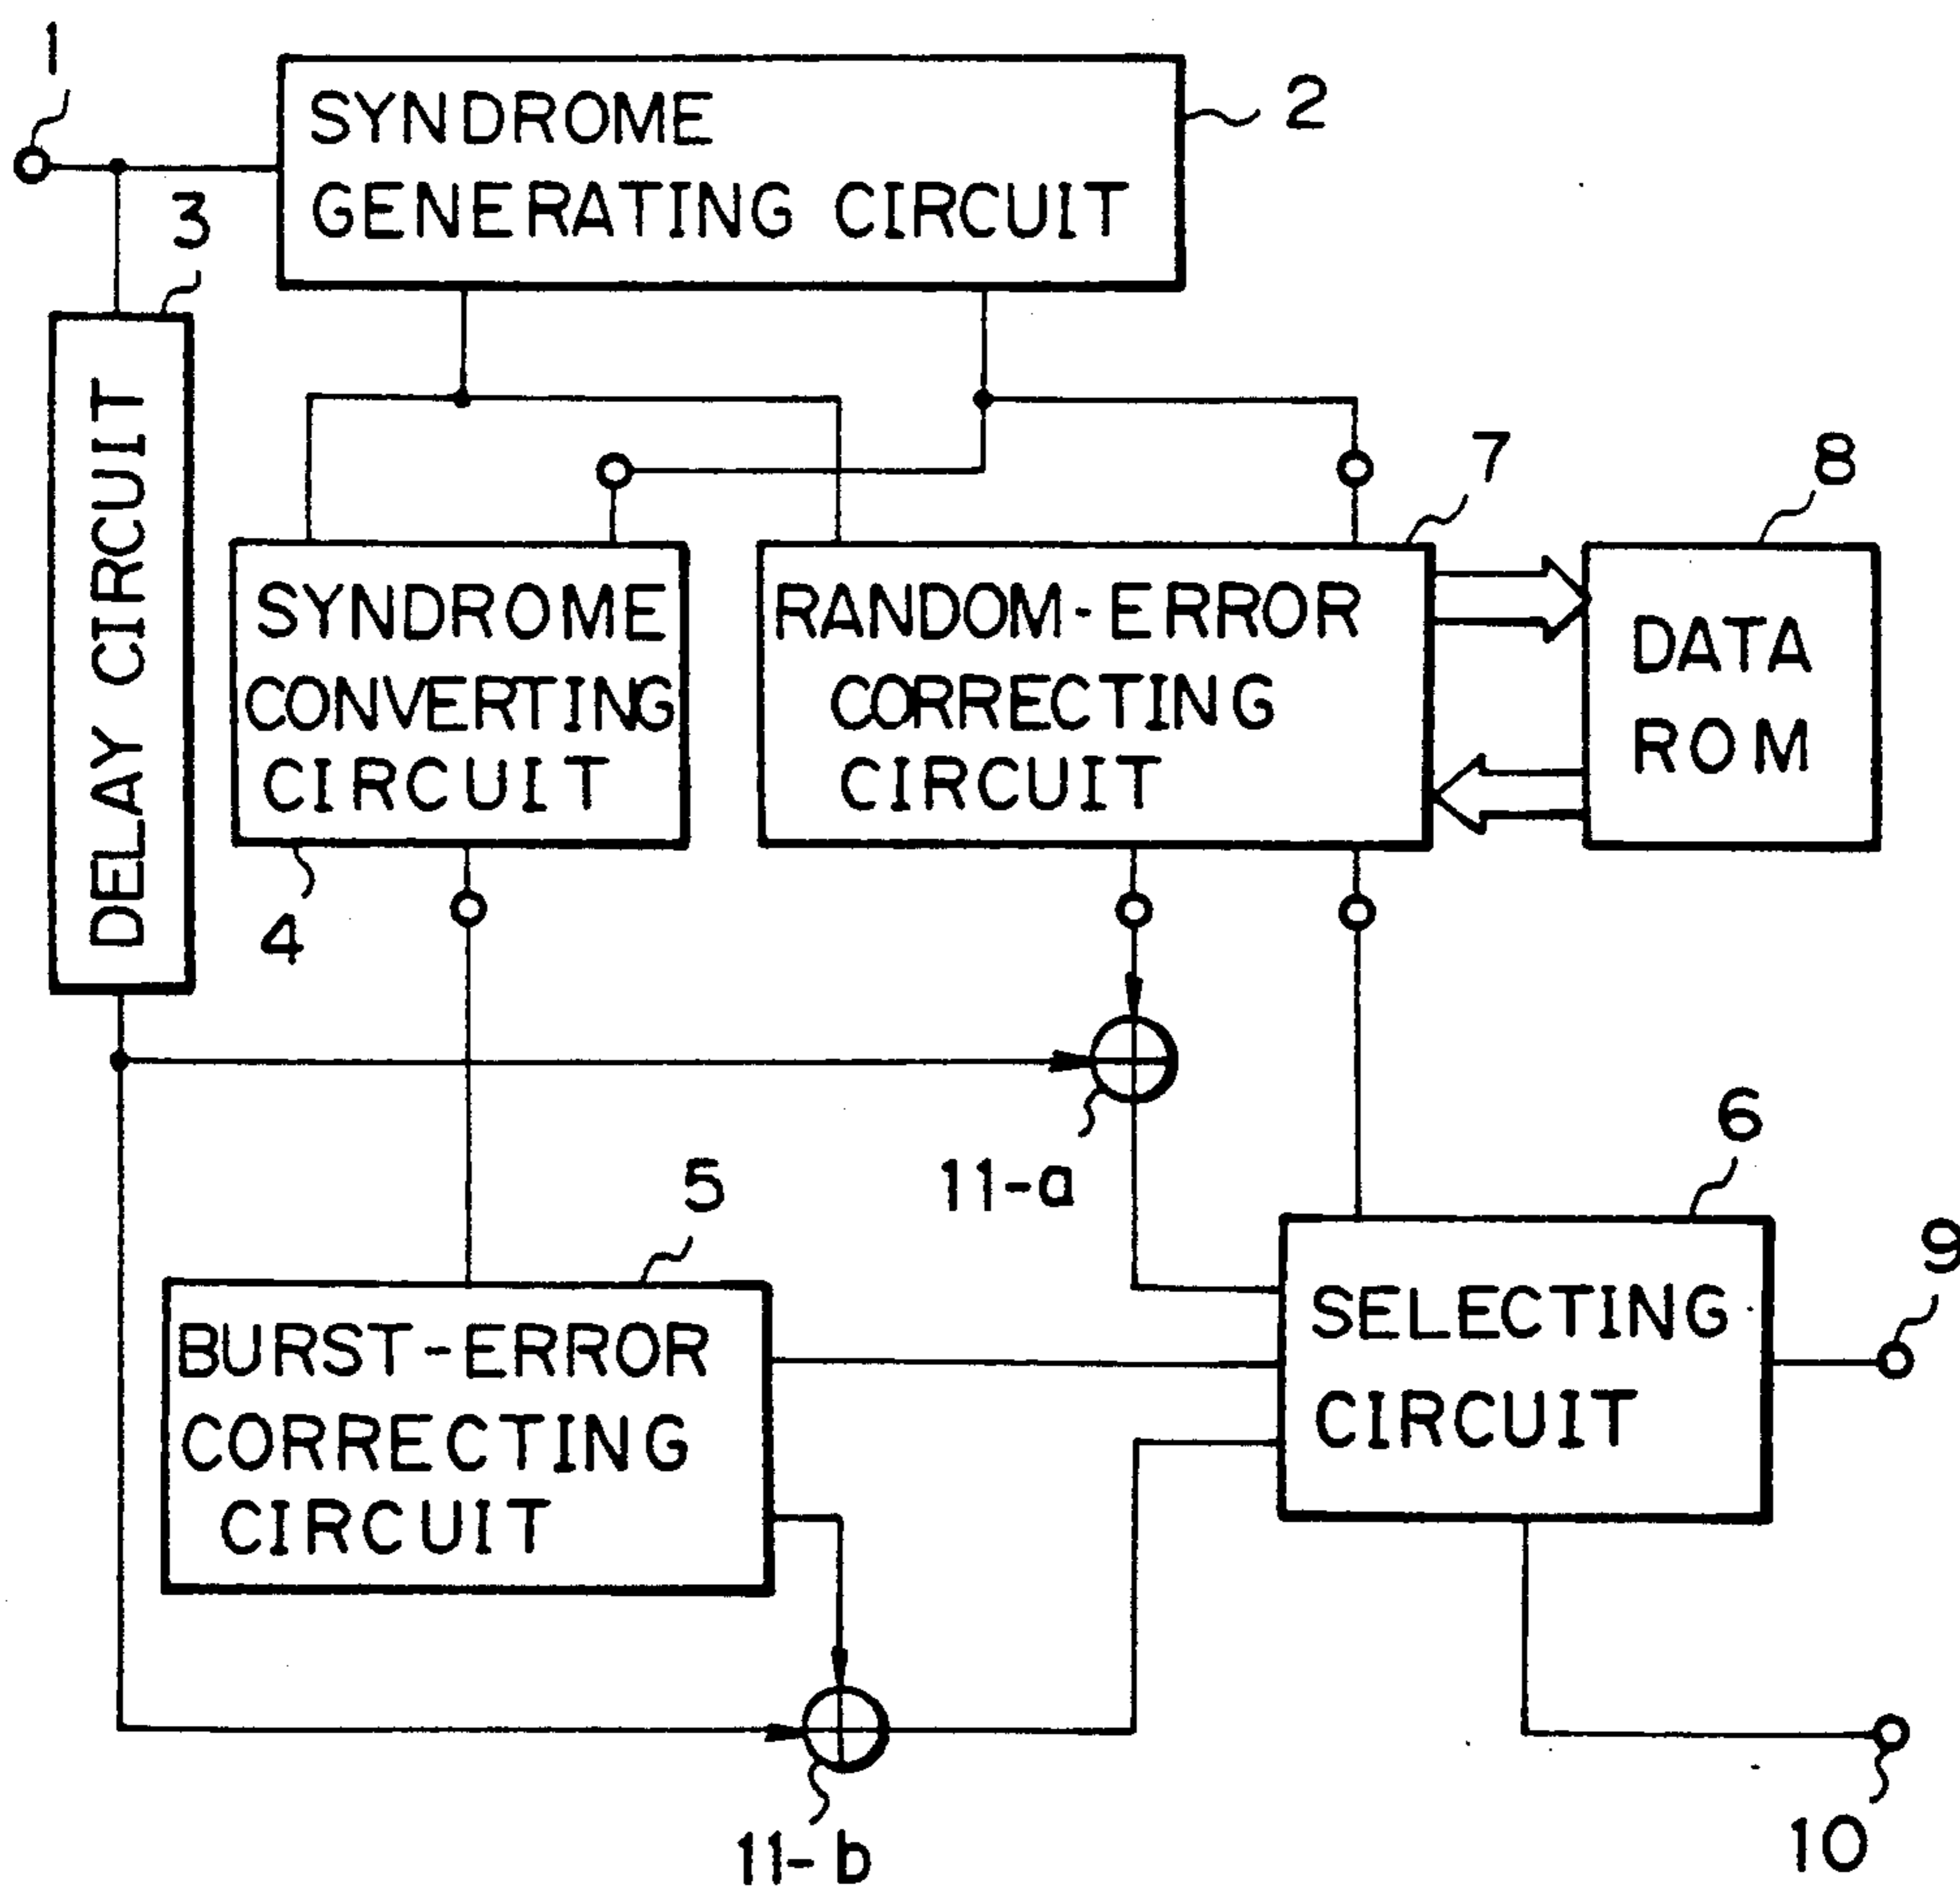 1
SYNDROME
GENERATING CIRCUIT
2
3
DELAY CIRCUIT
SYNDROME
CONVERTING
CIRCUIT
4
RANDOM-ERROR
CORRECTING
CIRCUIT
7
DATA
ROM
8
11-a
5
BURST-ERROR
CORRECTING
CIRCUIT
6
SELECTING
CIRCUIT
9
11-b
10